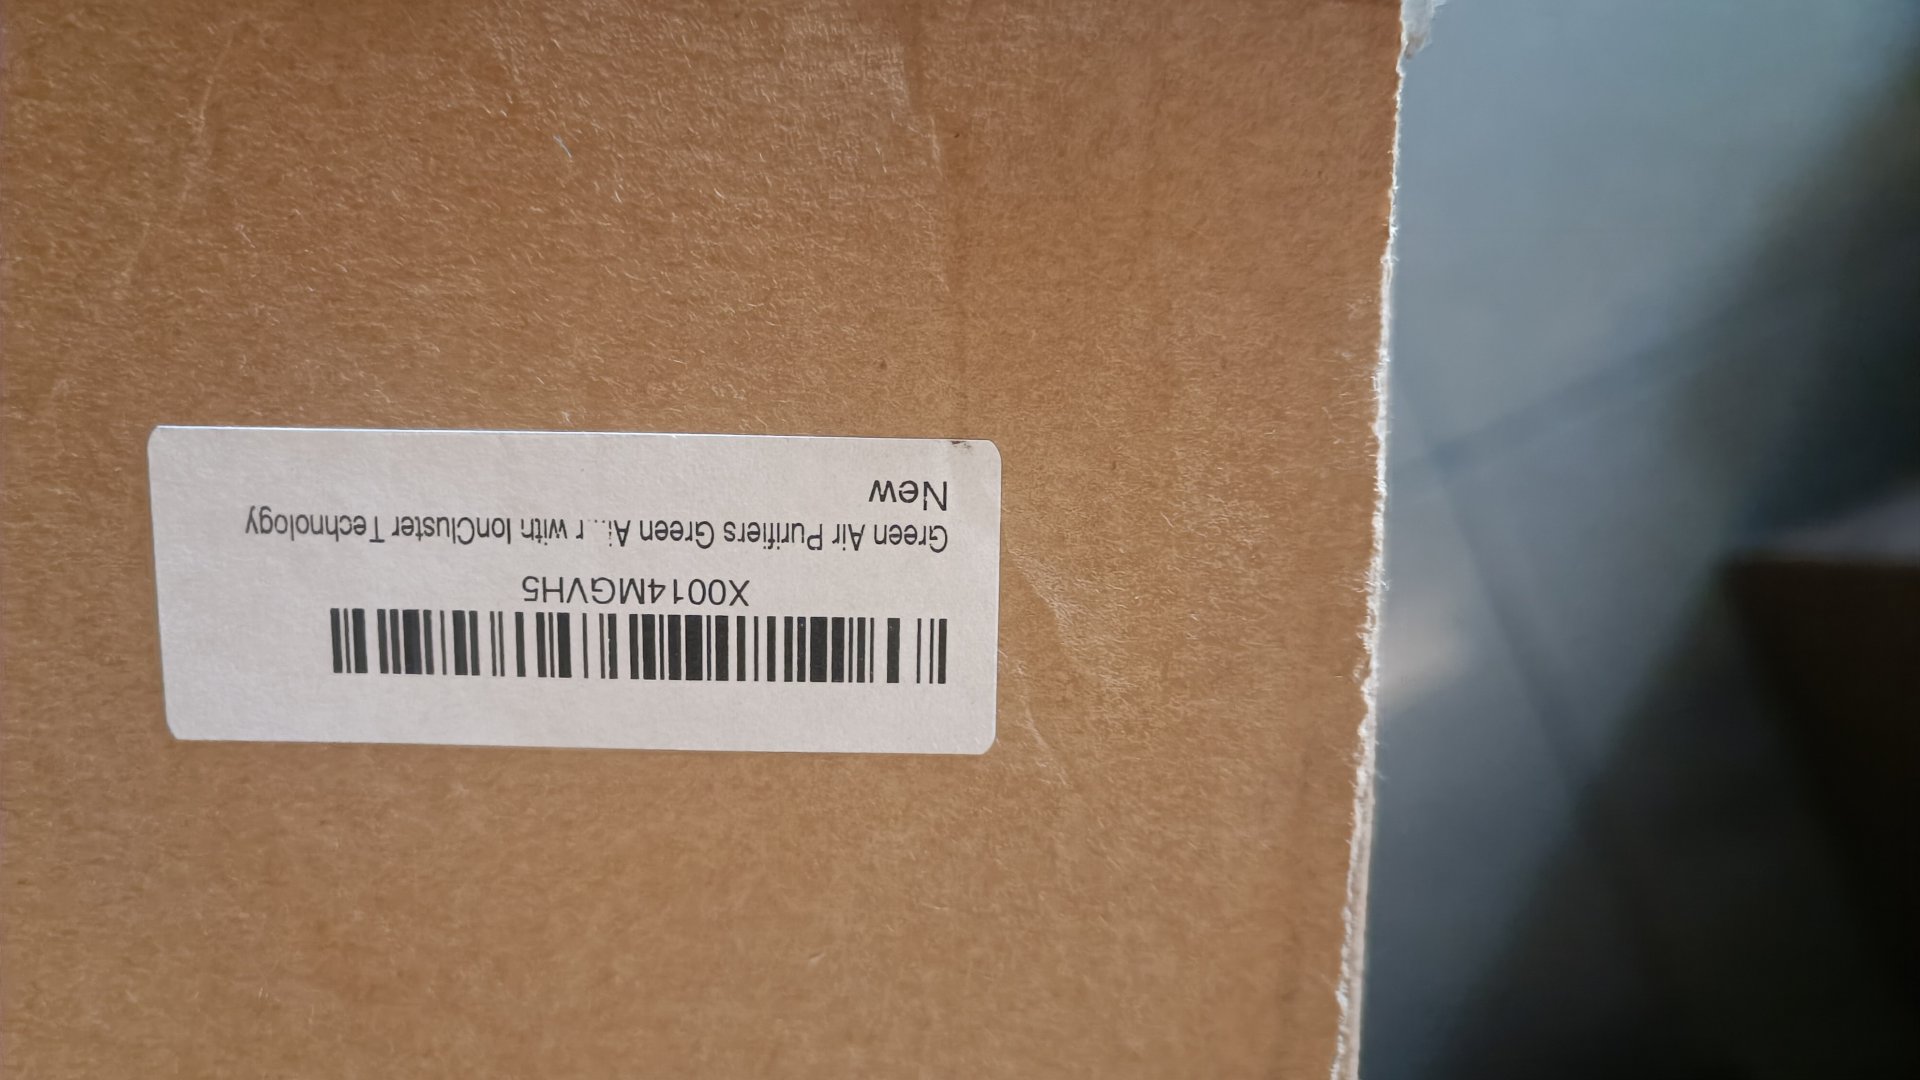 X0014MGVH5
Green Air Purifiers Green Ai...r with IonCluster Technology
New